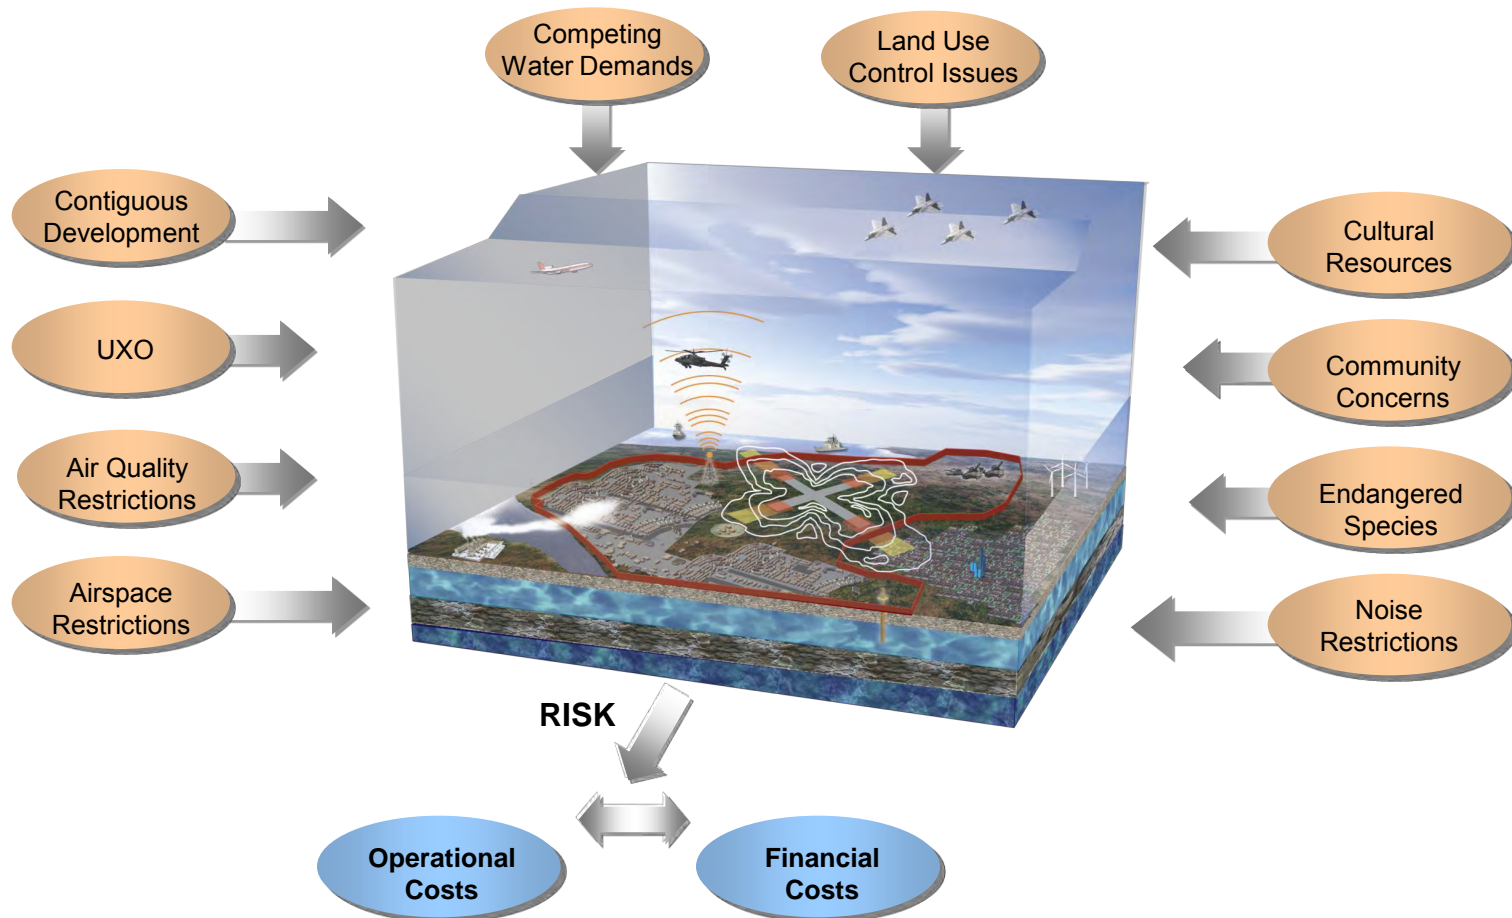 Competing
Water Demands
Land Use
Control Issues
Contiguous
Development
UXO
Air Quality
Restrictions
Airspace
Restrictions
Cultural
Resources
Community
Concerns
Endangered
Species
Noise
Restrictions
RISK
Operational
Costs
Financial
Costs